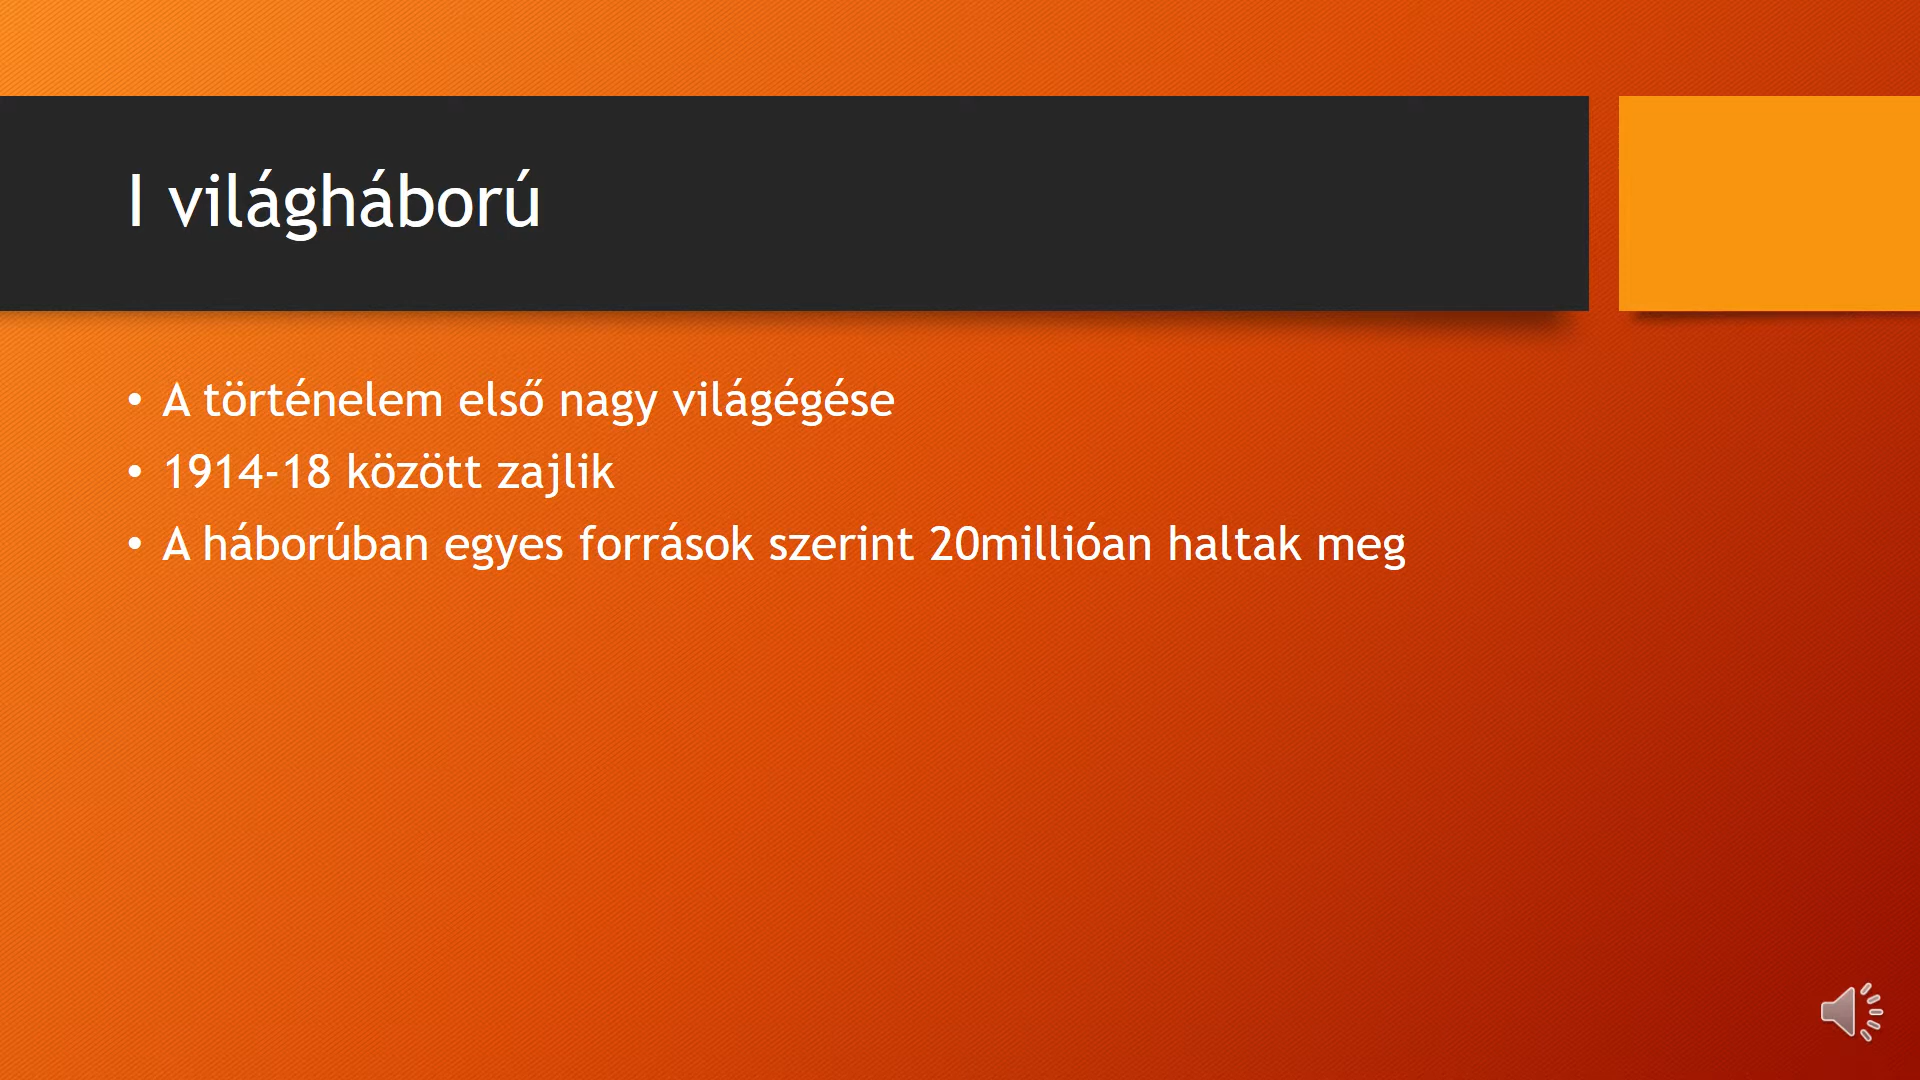 I világháború
• A történelem első nagy világégése
• 1914-18 között zajlik
• A háborúban egyes források szerint 20millióan haltak meg